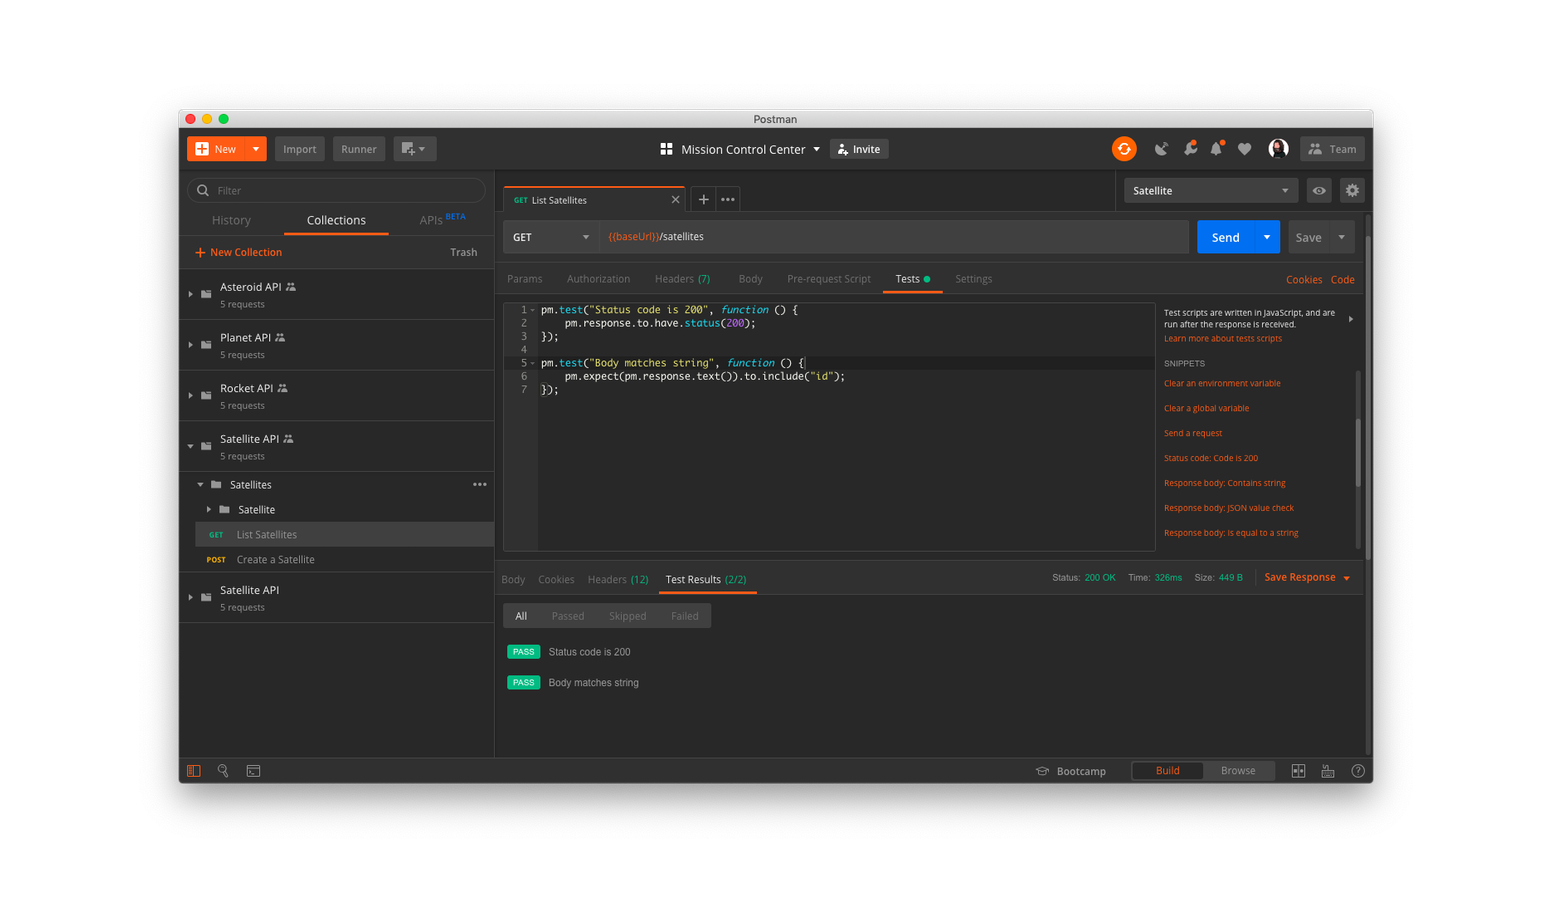 Postman
New
Import
Runner
Mission Control Center
Invite
Team
Filter
History
Collections
APIs BETA
New Collection
Trash
Asteroid API
5 requests
Planet API
5 requests
Rocket API
5 requests
Satellite API
5 requests
Satellites
Satellite
GET List Satellites
POST Create a Satellite
Satellite API
5 requests
GET List Satellites
Satellite
GET
{{baseUrl}}/satellites
Send
Save
Params
Authorization
Headers (7)
Body
Pre-request Script
Tests
Settings
Cookies
Code
1 pm.test("Status code is 200", function () {
2 pm.response.to.have.status(200);
3 });
4
5 pm.test("Body matches string", function () {
6 pm.expect(pm.response.text()).to.include("id");
7 });
Test scripts are written in JavaScript, and are
run after the response is received.
Learn more about tests scripts
SNIPPETS
Clear an environment variable
Clear a global variable
Send a request
Status code: Code is 200
Response body: Contains string
Response body: JSON value check
Response body: Is equal to a string
Body
Cookies
Headers (12)
Test Results (2/2)
Status: 200 OK
Time: 326ms
Size: 449 B
Save Response
All
Passed
Skipped
Failed
PASS Status code is 200
PASS Body matches string
Bootcamp
Build
Browse